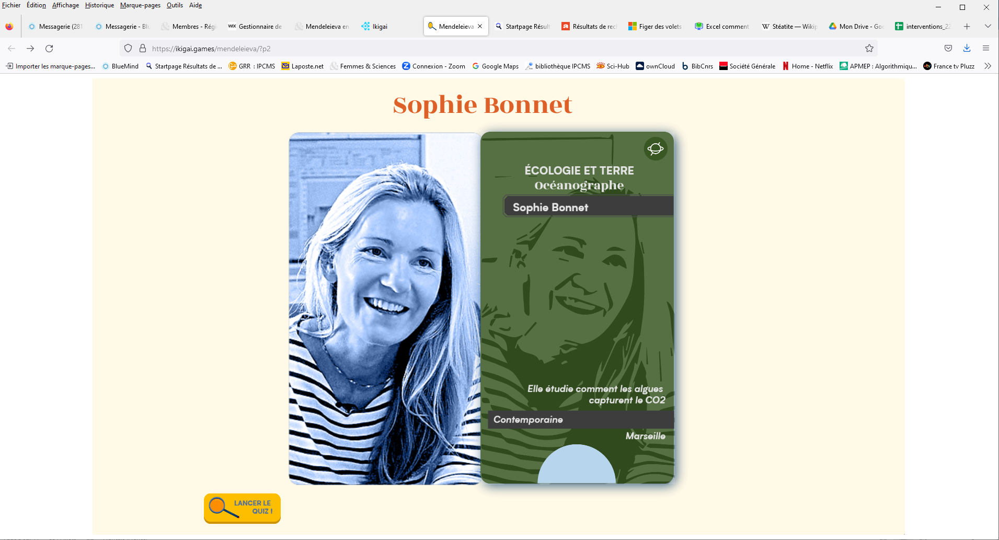 Fichier Édition Affichage Historique Marque-pages Outils Aide
Messagerie (281
Messagerie - Blu
Membres - Régi
WIX Gestionnaire de
Mendeleieva en
Ikigai
Mendeleieva
Startpage Résult
Résultats de rech
Figer des volets
Excel comment
W Stéatite — Wikip
Mon Drive - Goo
interventions_22
https://ikigai.games/mendeleieva/?p2
Importer les marque-pages...
BlueMind
Startpage Résultats de ...
GRR : IPCMS
Laposte.net
Femmes & Sciences
Connexion - Zoom
Google Maps
bibliothèque IPCMS
Sci-Hub
ownCloud
BibCnrs
Société Générale
Home - Netflix
APMEP : Algorithmiqu...
France tv Pluzz
Sophie Bonnet
ÉCOLOGIE ET TERRE
Océanographe
Sophie Bonnet
Elle étudie comment les algues
capturent le CO2
Contemporaine
Marseille
LANCER LE
QUIZ !